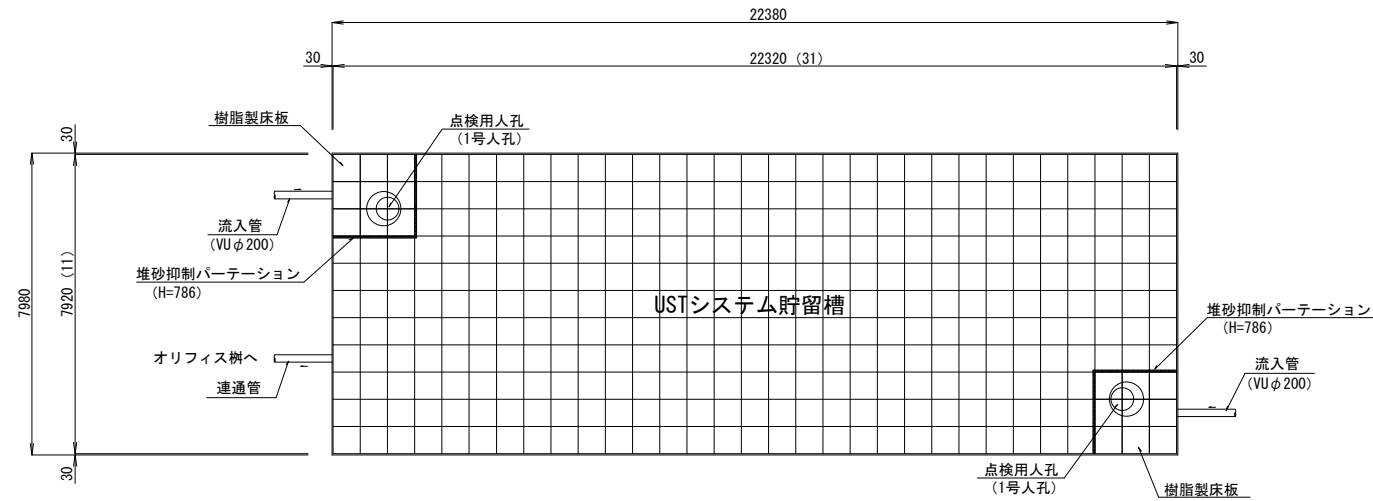 22380
30
22320 (31)
30
樹脂製床板
点検用人孔
(1号人孔)
30
流入管
(VUφ200)
堆砂抑制パーテーション
(H=786)
7980
7920 (11)
USTシステム貯留槽
堆砂抑制パーテーション
(H=786)
オリフィス桝へ
連通管
流入管
(VUφ200)
30
点検用人孔
(1号人孔)
樹脂製床板